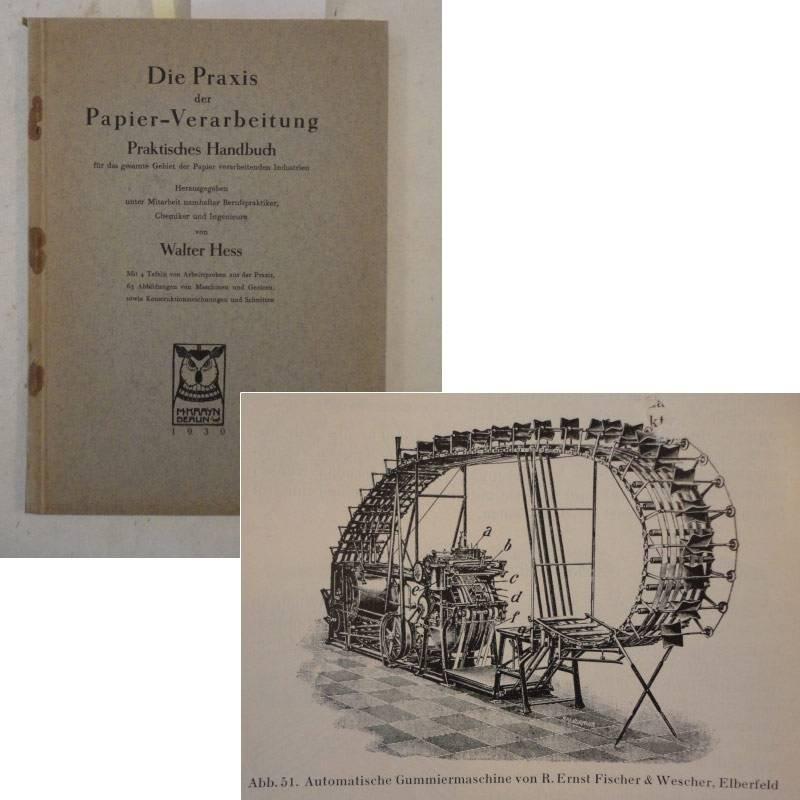 Die Praxis
der
Papier-Verarbeitung
Praktisches Handbuch
für das gesamte Gebiet der Papier verarbeitenden Industrien
Herausgegeben
unter Mitarbeit namhafter Berufspraktiker,
Chemiker und Ingenieure
von
Walter Hess
Mit 4 Tafeln von Arbeitsproben aus der Praxis,
63 Abbildungen von Maschinen und Geräten,
sowie Konstruktionszeichnungen und Schnitten
M. KRAYN
BERLIN W
1930
kt
a
b
c
d
e
f
g
Abb. 51. Automatische Gummiermaschine von R. Ernst Fischer & Wescher, Elberfeld